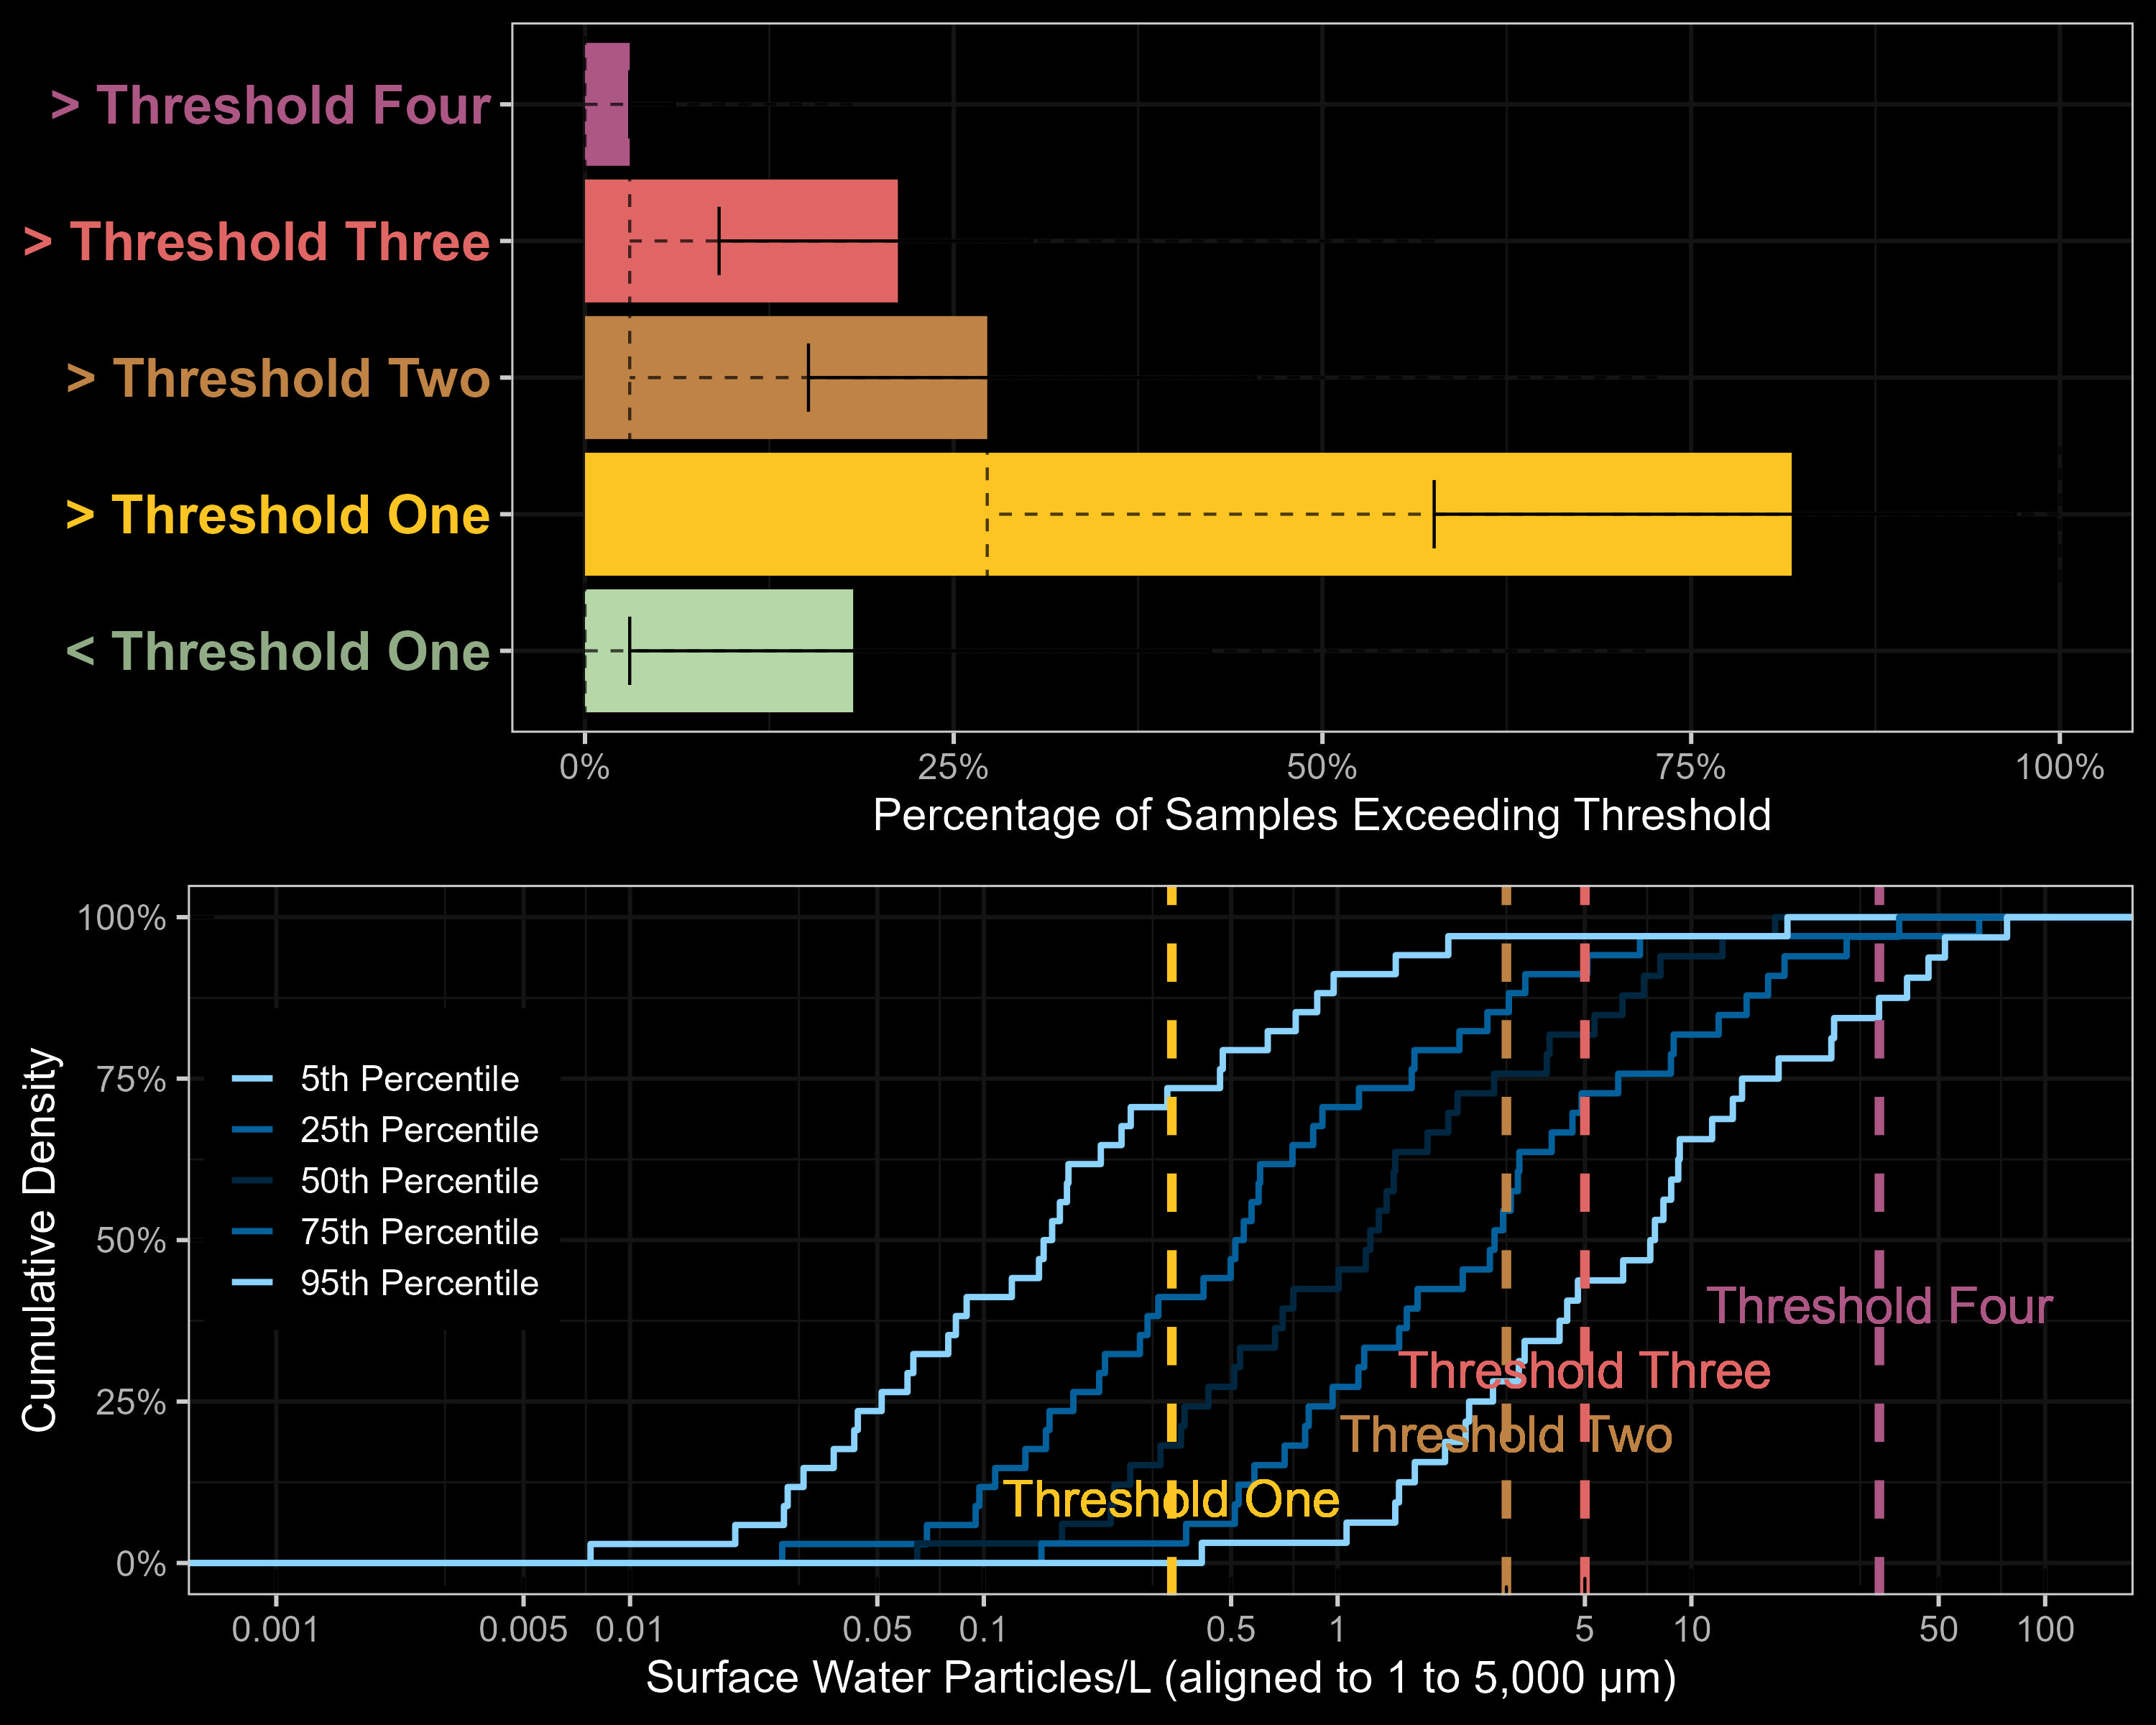 > Threshold Four
> Threshold Three
> Threshold Two
> Threshold One
< Threshold One
0% 25% 50% 75% 100%
Percentage of Samples Exceeding Threshold
100%
75%
50%
25%
0%
Cumulative Density
5th Percentile
25th Percentile
50th Percentile
75th Percentile
95th Percentile
Threshold Four
Threshold Three
Threshold Two
Threshold One
0.001 0.005 0.01 0.05 0.1 0.5 1 5 10 50 100
Surface Water Particles/L (aligned to 1 to 5,000 µm)